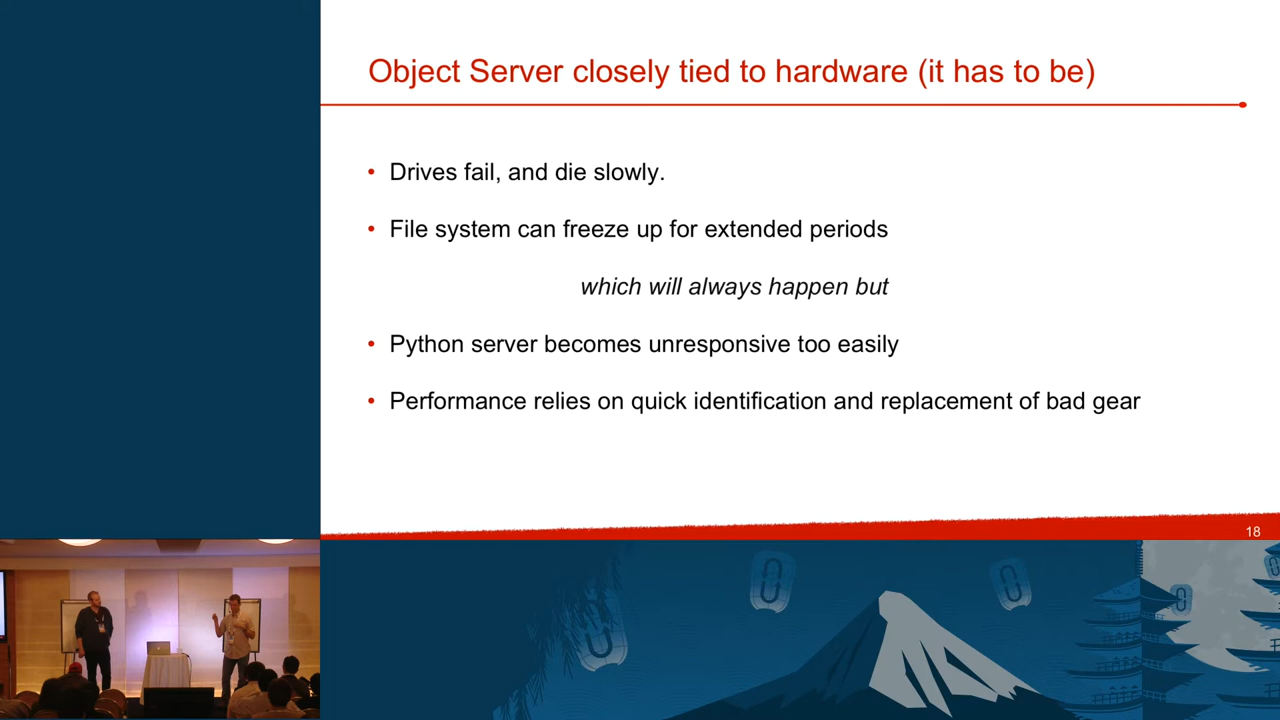 Object Server closely tied to hardware (it has to be)
• Drives fail, and die slowly.
• File system can freeze up for extended periods
which will always happen but
• Python server becomes unresponsive too easily
• Performance relies on quick identification and replacement of bad gear
18